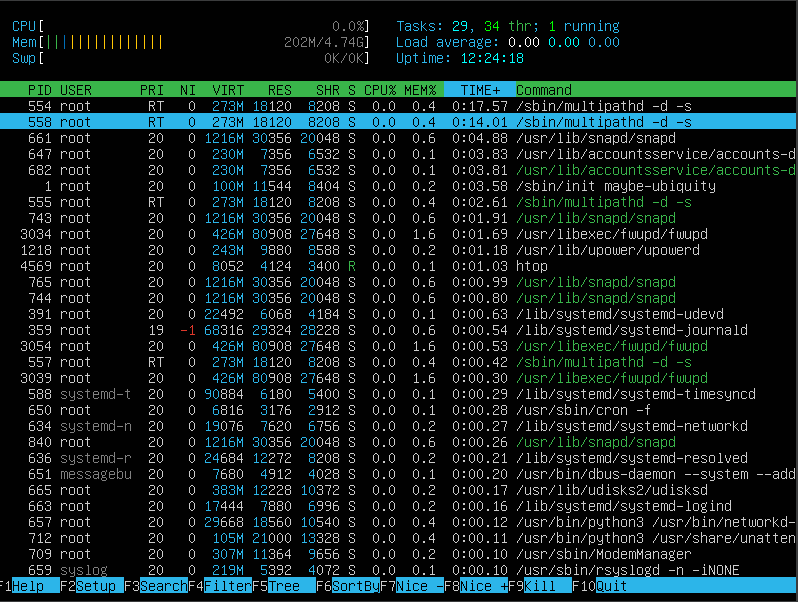 CPU[ 0.0%] Tasks: 29, 34 thr; 1 running
Mem[||||||||||||||| 202M/4.74G] Load average: 0.00 0.00 0.00
Swp[ 0K/0K] Uptime: 12:24:18
PID USER PRI NI VIRT RES SHR S CPU% MEM% TIME+ Command
554 root RT 0 273M 18120 8208 S 0.0 0.4 0:17.57 /sbin/multipathd -d -s
558 root RT 0 273M 18120 8208 S 0.0 0.4 0:14.01 /sbin/multipathd -d -s
661 root 20 0 1216M 30356 20048 S 0.0 0.6 0:04.88 /usr/lib/snapd/snapd
647 root 20 0 230M 7356 6532 S 0.0 0.1 0:03.83 /usr/lib/accountsservice/accounts-d
682 root 20 0 230M 7356 6532 S 0.0 0.1 0:03.81 /usr/lib/accountsservice/accounts-d
1 root 20 0 100M 11544 8404 S 0.0 0.2 0:03.58 /sbin/init maybe-ubiquity
555 root RT 0 273M 18120 8208 S 0.0 0.4 0:02.61 /sbin/multipathd -d -s
743 root 20 0 1216M 30356 20048 S 0.0 0.6 0:01.91 /usr/lib/snapd/snapd
3034 root 20 0 426M 80908 27648 S 0.0 1.6 0:01.69 /usr/libexec/fwupd/fwupd
1218 root 20 0 243M 9880 8588 S 0.0 0.2 0:01.18 /usr/lib/upower/upowerd
4569 root 20 0 8052 4124 3400 R 0.0 0.1 0:01.03 htop
765 root 20 0 1216M 30356 20048 S 0.0 0.6 0:00.99 /usr/lib/snapd/snapd
744 root 20 0 1216M 30356 20048 S 0.0 0.6 0:00.80 /usr/lib/snapd/snapd
391 root 20 0 22492 6068 4184 S 0.0 0.1 0:00.63 /lib/systemd/systemd-udevd
359 root 19 -1 68316 29324 28228 S 0.0 0.6 0:00.54 /lib/systemd/systemd-journald
3054 root 20 0 426M 80908 27648 S 0.0 1.6 0:00.53 /usr/libexec/fwupd/fwupd
557 root RT 0 273M 18120 8208 S 0.0 0.4 0:00.42 /sbin/multipathd -d -s
3039 root 20 0 426M 80908 27648 S 0.0 1.6 0:00.30 /usr/libexec/fwupd/fwupd
588 systemd-t 20 0 90884 6180 5400 S 0.0 0.1 0:00.29 /lib/systemd/systemd-timesyncd
650 root 20 0 6816 3176 2912 S 0.0 0.1 0:00.28 /usr/sbin/cron -f
634 systemd-n 20 0 19076 7620 6756 S 0.0 0.2 0:00.27 /lib/systemd/systemd-networkd
840 root 20 0 1216M 30356 20048 S 0.0 0.6 0:00.26 /usr/lib/snapd/snapd
636 systemd-r 20 0 24684 12272 8208 S 0.0 0.2 0:00.21 /lib/systemd/systemd-resolved
651 messagebu 20 0 7680 4912 4028 S 0.0 0.1 0:00.20 /usr/bin/dbus-daemon --system --add
665 root 20 0 383M 12228 10372 S 0.0 0.2 0:00.17 /usr/lib/udisks2/udisksd
663 root 20 0 17444 7880 6996 S 0.0 0.2 0:00.16 /lib/systemd/systemd-logind
657 root 20 0 29668 18560 10540 S 0.0 0.4 0:00.12 /usr/bin/python3 /usr/bin/networkd-
712 root 20 0 105M 21000 13328 S 0.0 0.4 0:00.11 /usr/bin/python3 /usr/share/unatten
709 root 20 0 307M 11364 9656 S 0.0 0.2 0:00.10 /usr/sbin/ModemManager
659 syslog 20 0 219M 5392 4072 S 0.0 0.1 0:00.10 /usr/sbin/rsyslogd -n -iNONE
F1Help F2Setup F3SearchF4FilterF5Tree F6SortByF7Nice -F8Nice +F9Kill F10Quit